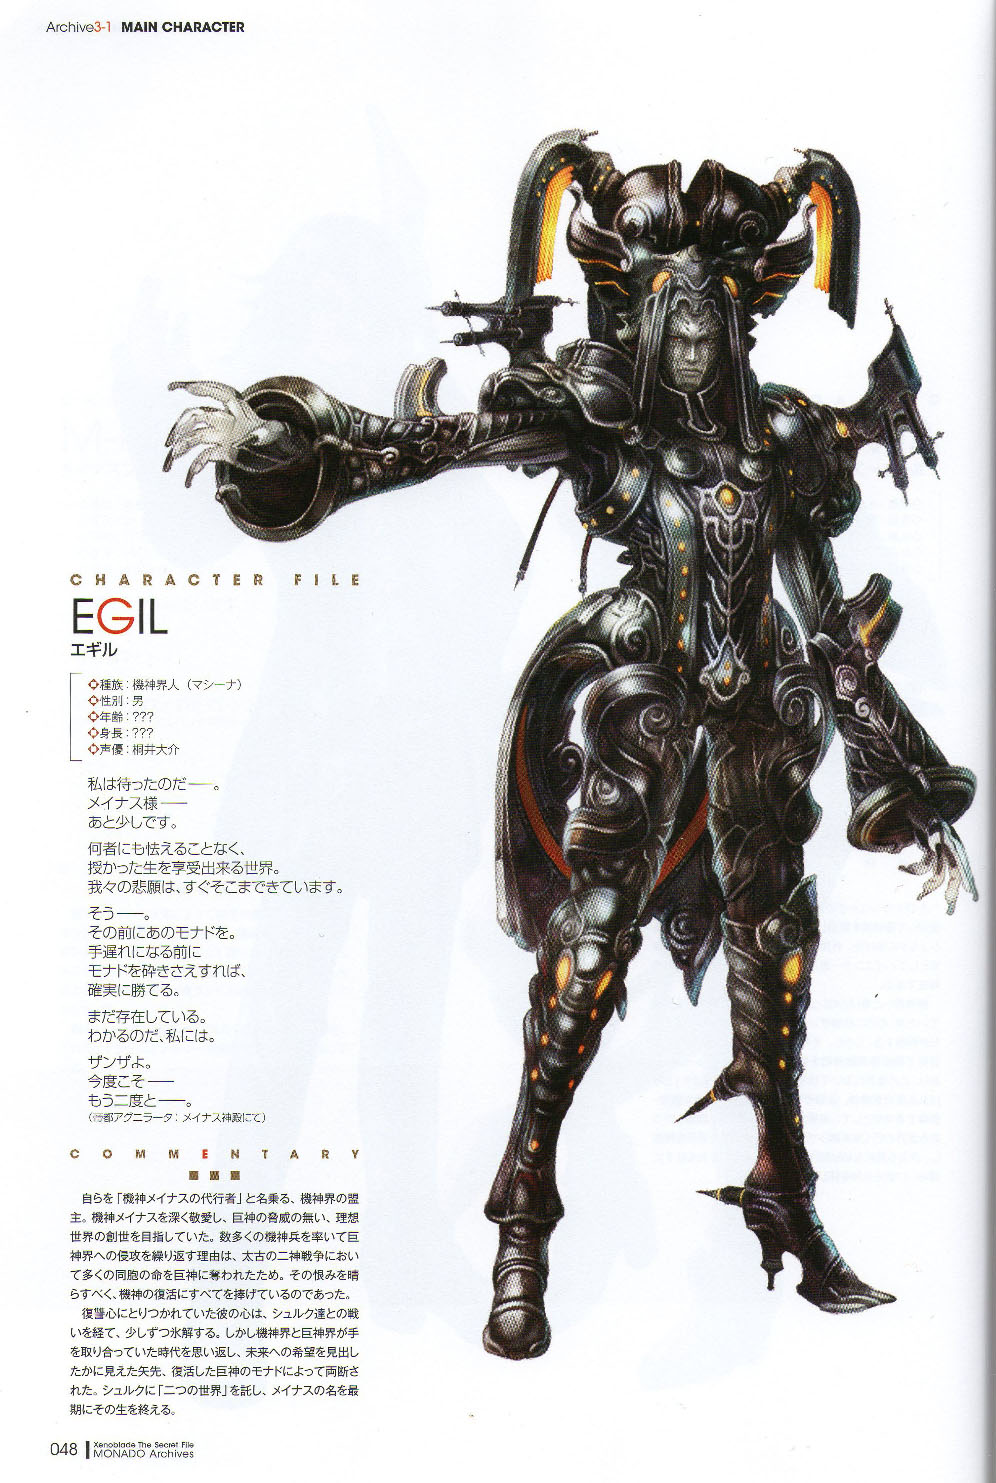 Archive3-1 MAIN CHARACTER
CHARACTER FILE
EGIL
エギル
◇種族：機神界人（マシーナ）
◇性別：男
◇年齢：???
◇身長：???
◇声優：桐井大介
私は待ったのだ――。
メイナス様――
あと少しです。
何者にも怯えることなく、
授かった生を享受出来る世界。
我々の悲願は、すぐそこまできています。
そう――。
その前にあのモナドを。
手遅れになる前に
モナドを砕きさえすれば、
確実に勝てる。
まだ存在している。
わかるのだ、私には。
ザンザよ。
今度こそ――
もう二度と――。
（帝都アグニラータ：メイナス神殿にて）
COMMENTARY
自らを「機神メイナスの代行者」と名乗る、機神界の盟
主。機神メイナスを深く敬愛し、巨神の脅威の無い、理想
世界の創世を目指していた。数多くの機神兵を率いて巨
神界への侵攻を繰り返す理由は、太古の二神戦争におい
て多くの同胞の命を巨神に奪われたため。その恨みを晴
らすべく、機神の復活にすべてを捧げているのであった。
復讐心にとりつかれていた彼の心は、シュルク達との戦
いを経て、少しずつ氷解する。しかし機神界と巨神界が手
を取り合っていた時代を思い返し、未来への希望を見出し
たかに見えた矢先、復活した巨神のモナドによって両断さ
れた。シュルクに「二つの世界」を託し、メイナスの名を最
期にその生を終える。
048 Xenoblade The Secret File
MONADO Archives